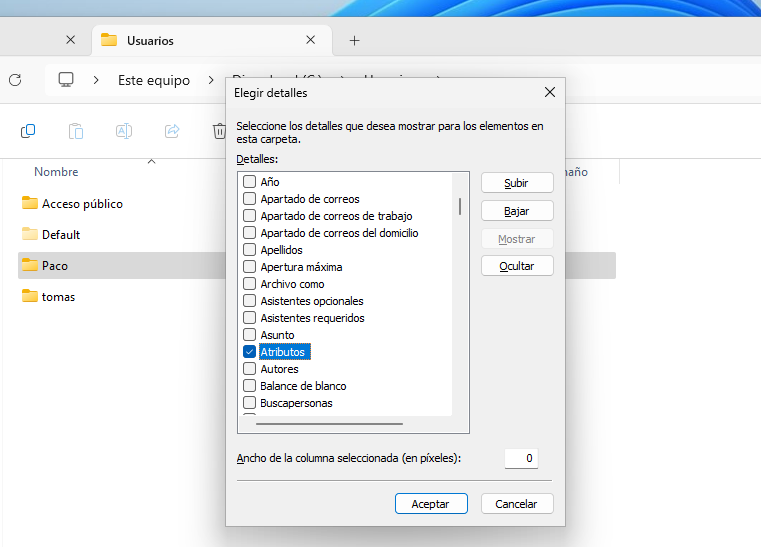 Usuarios
Este equipo
Elegir detalles
Seleccione los detalles que desea mostrar para los elementos en
esta carpeta.
Detalles:
Nombre
Año
Subir
Apartado de correos
Acceso público
Apartado de correos de trabajo
Bajar
Apartado de correos del domicilio
Default
Mostrar
Apellidos
Paco
Apertura máxima
Ocultar
Archivo como
tomas
Asistentes opcionales
Asistentes requeridos
Asunto
Atributos
Autores
Balance de blanco
Buscapersonas
Ancho de la columna seleccionada (en píxeles): 0
Aceptar
Cancelar